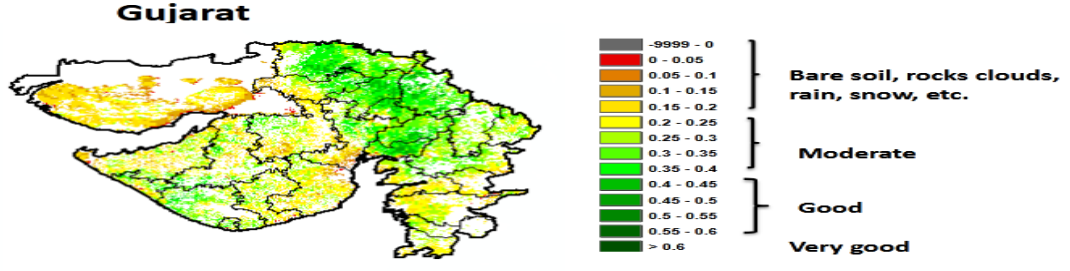 Gujarat
-9999 - 0
0 - 0.05
0.05 - 0.1
0.1 - 0.15
0.15 - 0.2
0.2 - 0.25
0.25 - 0.3
0.3 - 0.35
0.35 - 0.4
0.4 - 0.45
0.45 - 0.5
0.5 - 0.55
0.55 - 0.6
> 0.6
Bare soil, rocks clouds,
rain, snow, etc.
Moderate
Good
Very good